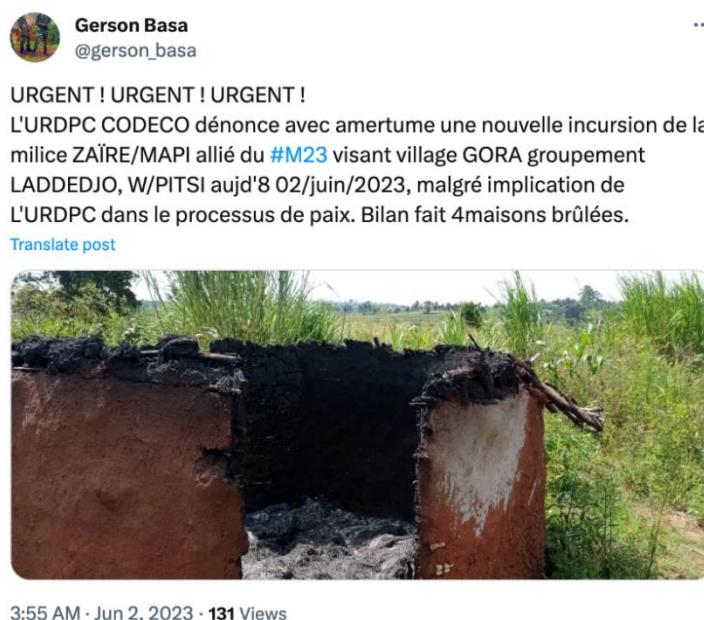 Gerson Basa
@gerson_basa
URGENT ! URGENT ! URGENT !
L'URDPC CODECO dénonce avec amertume une nouvelle incursion de la
milice ZAÏRE/MAPI allié du #M23 visant village GORA groupement
LADDEDJO, W/PITSI aujd'8 02/juin/2023, malgré implication de
L'URDPC dans le processus de paix. Bilan fait 4maisons brûlées.
Translate post
3:55 AM · Jun 2, 2023 · 131 Views